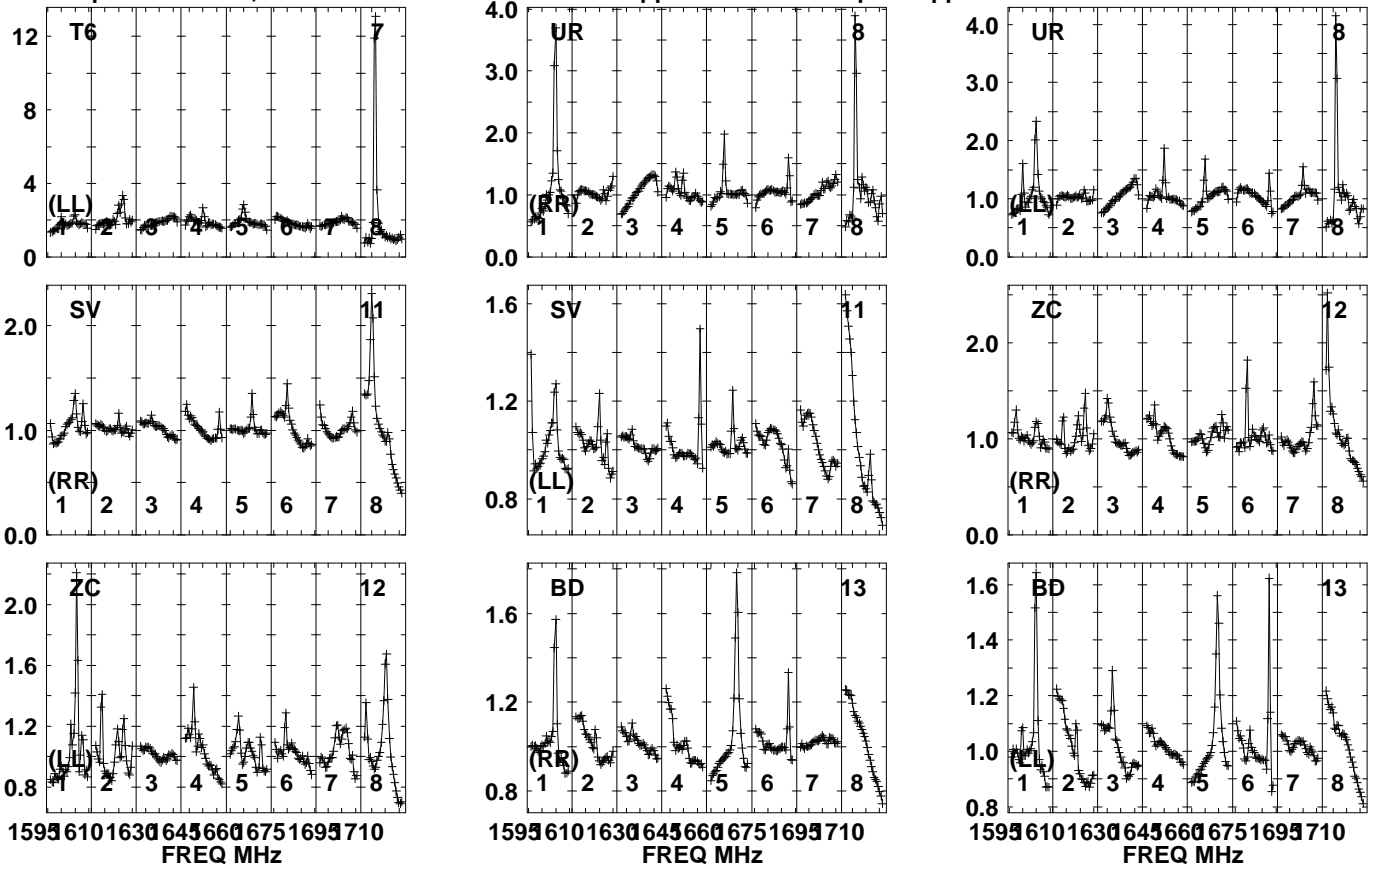 T6 7
12
8
4
0
(LL)
1 2 3 4 5 6 7 8
UR 8
4.0
3.0
2.0
1.0
0.0
(RR)
1 2 3 4 5 6 7 8
UR 8
4.0
3.0
2.0
1.0
0.0
(LL)
1 2 3 4 5 6 7 8
SV 11
2.0
1.0
0.0
(RR)
1 2 3 4 5 6 7 8
SV 11
1.6
1.2
0.8
(LL)
1 2 3 4 5 6 7 8
ZC 12
2.0
1.0
0.0
(RR)
1 2 3 4 5 6 7 8
ZC 12
2.0
1.6
1.2
0.8
(LL)
1 2 3 4 5 6 7 8
1595 1610 1630 1645 1660 1675 1695 1710
FREQ MHz
BD 13
1.6
1.2
0.8
(RR)
1 2 3 4 5 6 7 8
1595 1610 1630 1645 1660 1675 1695 1710
FREQ MHz
BD 13
1.6
1.4
1.2
1.0
0.8
(LL)
1 2 3 4 5 6 7 8
1595 1610 1630 1645 1660 1675 1695 1710
FREQ MHz